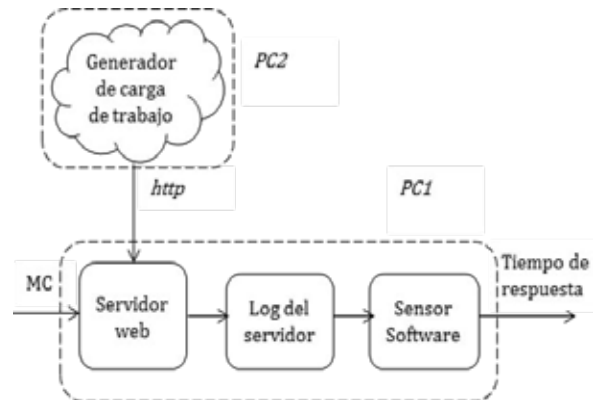 Generador
de carga
de trabajo
PC2
http
PC1
MC
Servidor
web
Log del
servidor
Sensor
Software
Tiempo de
respuesta